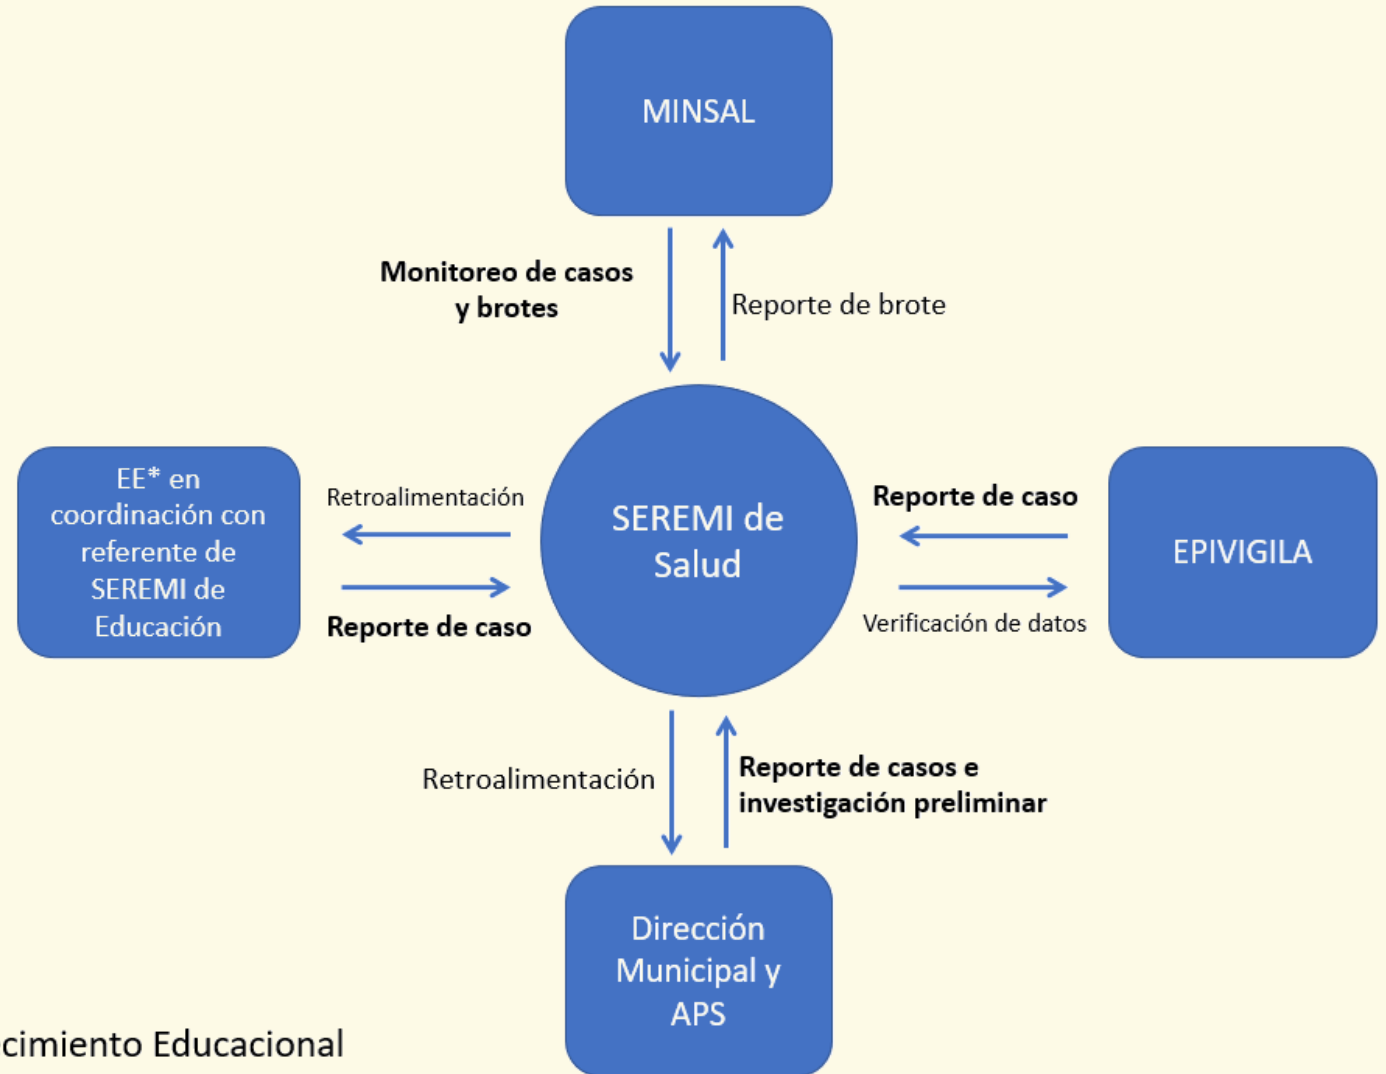 MINSAL
Monitoreo de casos
y brotes
Reporte de brote
EE* en
coordinación con
referente de
SEREMI de
Educación
Retroalimentación
Reporte de caso
SEREMI de
Salud
Reporte de caso
Verificación de datos
EPIVIGILA
Retroalimentación
Reporte de casos e
investigación preliminar
Dirección
Municipal y
APS
cimiento Educacional